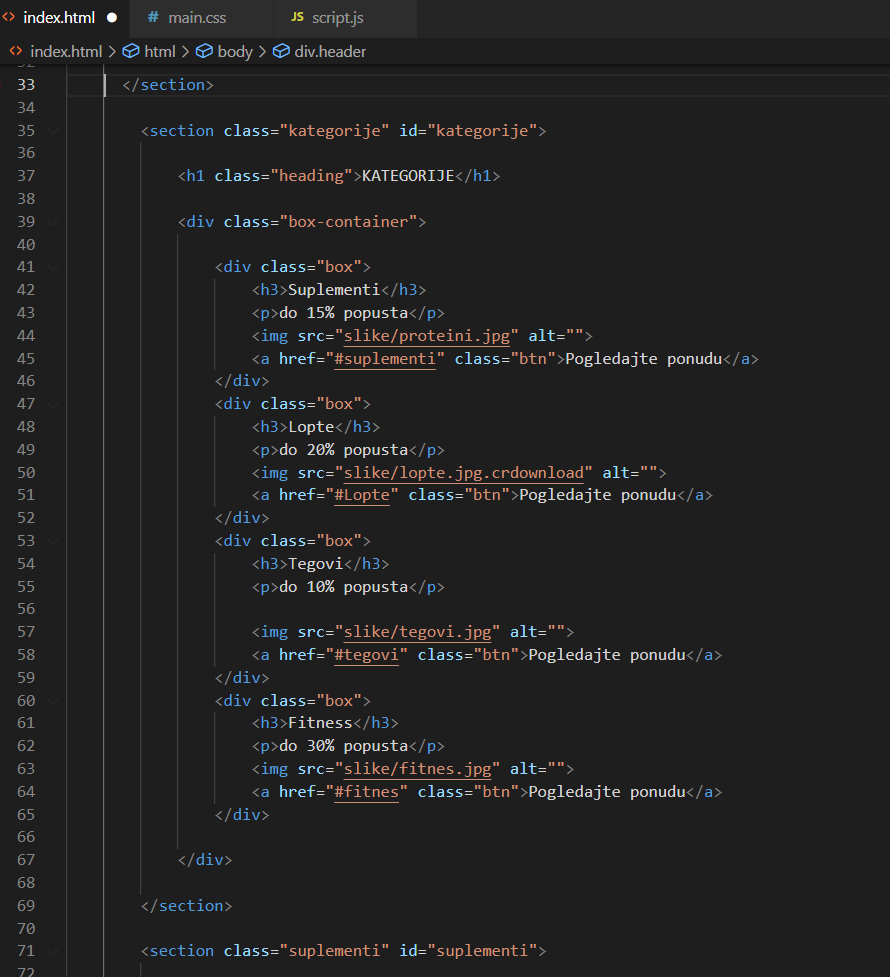 <> index.html ● # main.css JS script.js
<> index.html > html > body > div.header
32
33 </section>
34
35 <section class="kategorije" id="kategorije">
36
37 <h1 class="heading">KATEGORIJE</h1>
38
39 <div class="box-container">
40
41 <div class="box">
42 <h3>Suplementi</h3>
43 <p>do 15% popusta</p>
44 <img src="slike/proteini.jpg" alt="">
45 <a href="#suplementi" class="btn">Pogledajte ponudu</a>
46 </div>
47 <div class="box">
48 <h3>Lopte</h3>
49 <p>do 20% popusta</p>
50 <img src="slike/lopte.jpg.crdownload" alt="">
51 <a href="#Lopte" class="btn">Pogledajte ponudu</a>
52 </div>
53 <div class="box">
54 <h3>Tegovi</h3>
55 <p>do 10% popusta</p>
56
57 <img src="slike/tegovi.jpg" alt="">
58 <a href="#tegovi" class="btn">Pogledajte ponudu</a>
59 </div>
60 <div class="box">
61 <h3>Fitness</h3>
62 <p>do 30% popusta</p>
63 <img src="slike/fitnes.jpg" alt="">
64 <a href="#fitnes" class="btn">Pogledajte ponudu</a>
65 </div>
66
67 </div>
68
69 </section>
70
71 <section class="suplementi" id="suplementi">
72